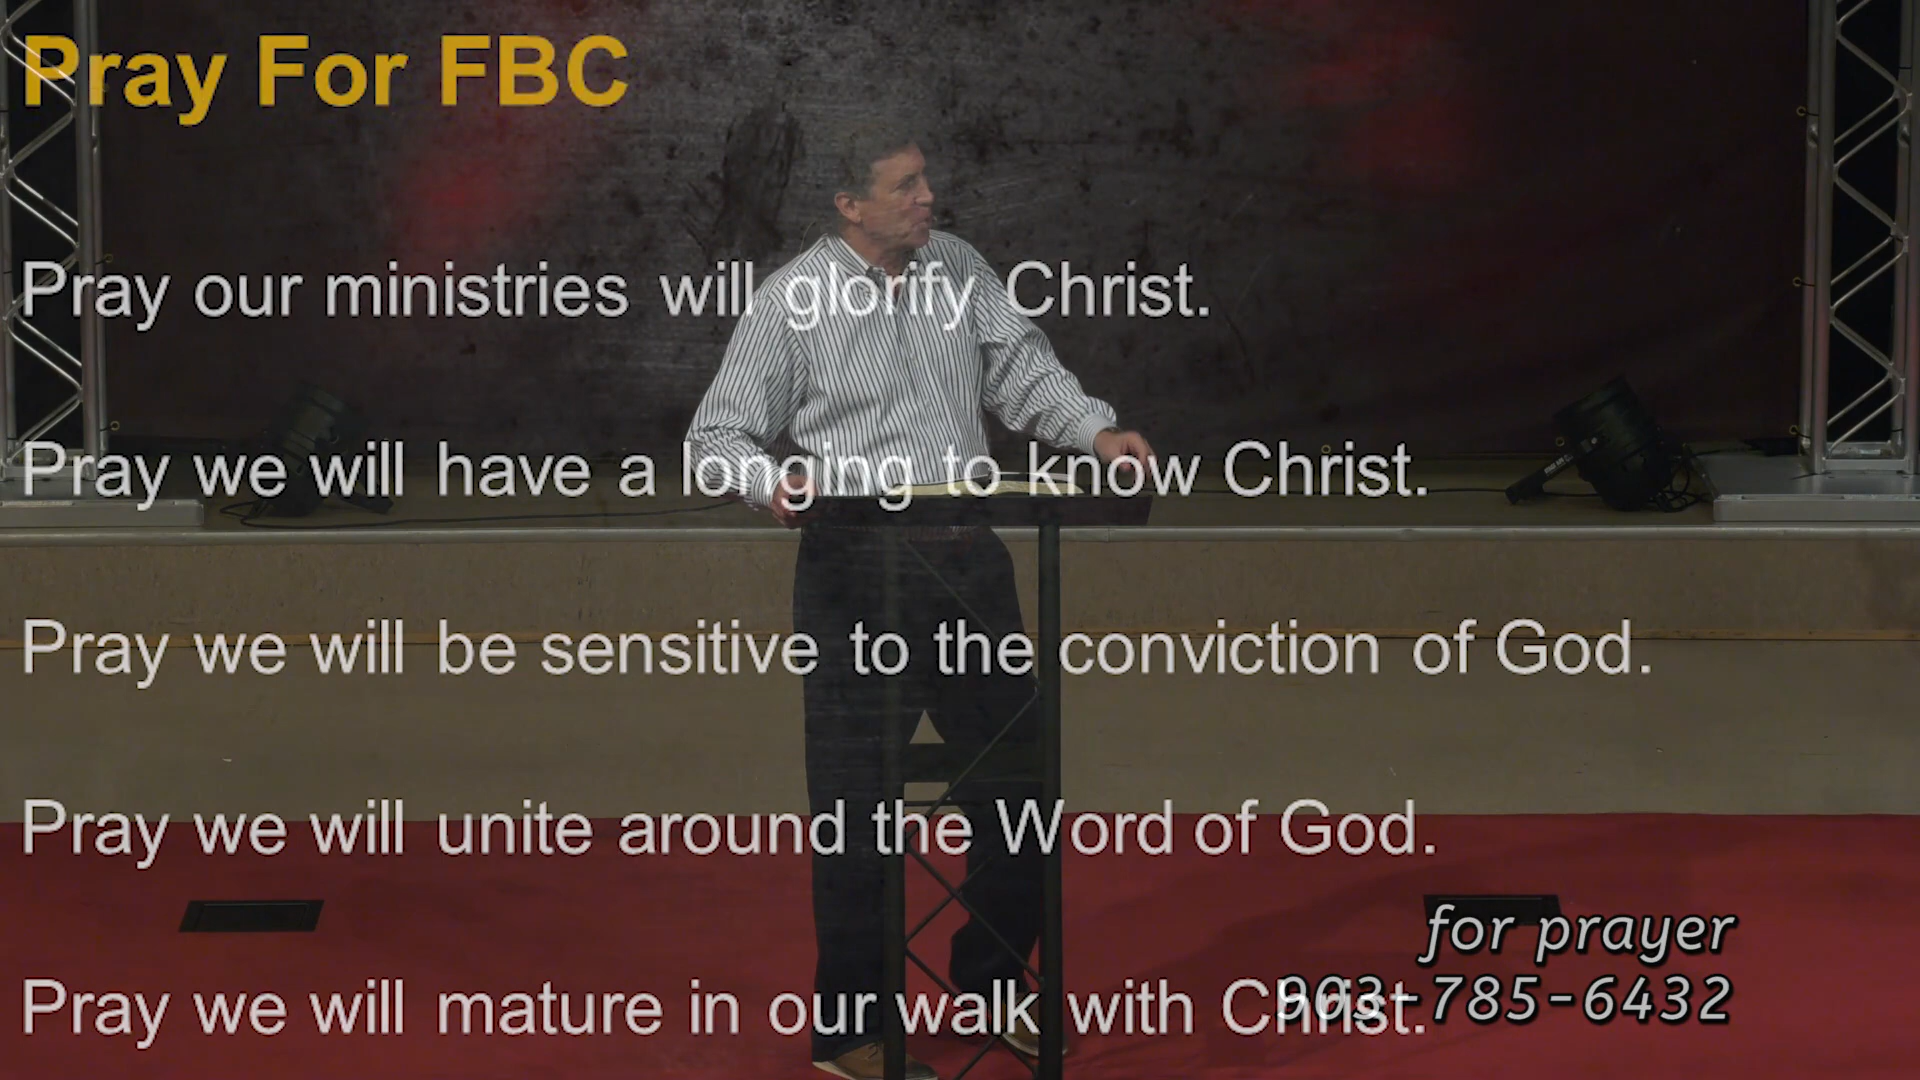 Pray For FBC
Pray our ministries will glorify Christ.
Pray we will have a longing to know Christ.
Pray we will be sensitive to the conviction of God.
Pray we will unite around the Word of God.
for prayer
Pray we will mature in our walk with Christ.
903-785-6432